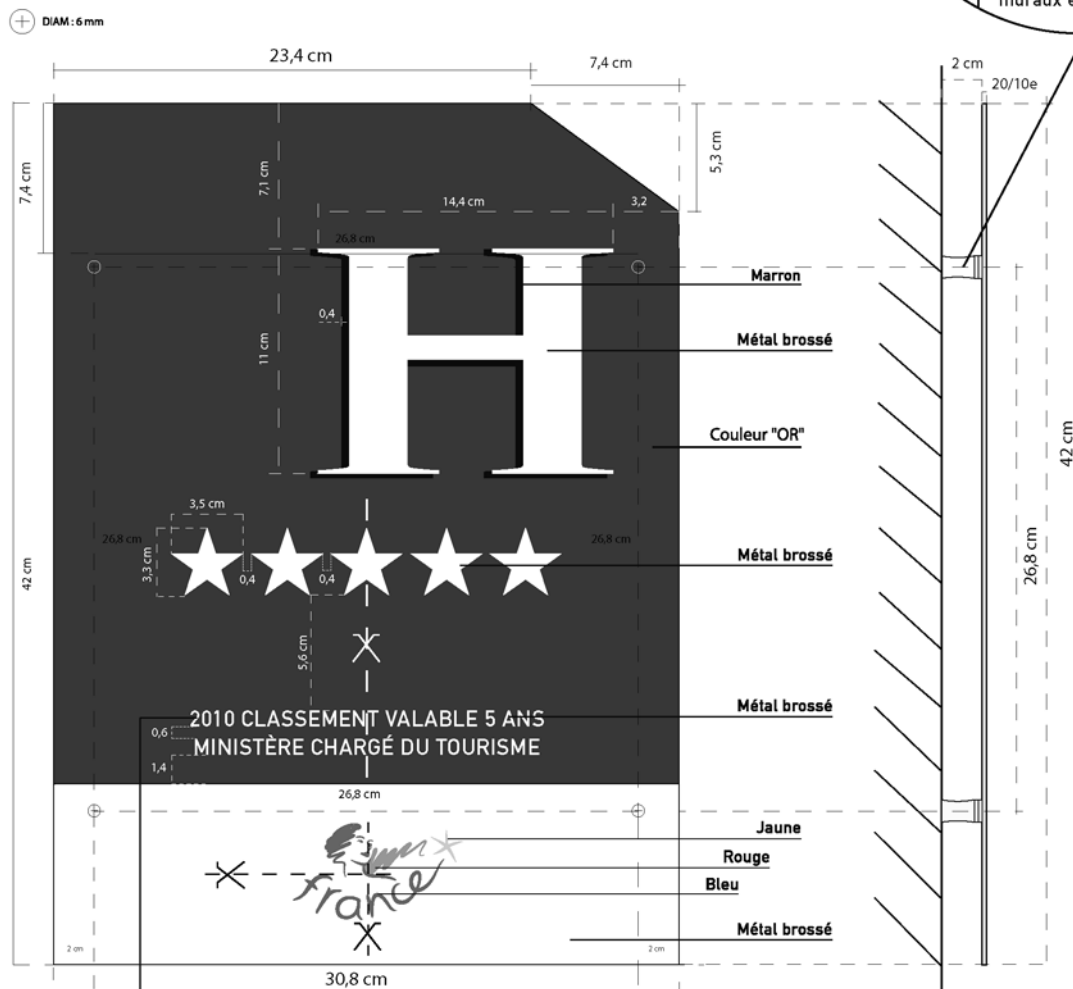 muraux e
DIAM : 6 mm
23,4 cm
7,4 cm
2 cm
20/10e
7,4 cm
7,1 cm
5,3 cm
14,4 cm
3,2
26,8 cm
H
Marron
0,4
Métal brossé
11 cm
Couleur "OR"
42 cm
3,5 cm
26,8 cm
26,8 cm
3,3 cm
0,4
0,4
Métal brossé
26,8 cm
42 cm
5,6 cm
Métal brossé
2010 CLASSEMENT VALABLE 5 ANS
0,6
MINISTÈRE CHARGÉ DU TOURISME
1,4
26,8 cm
Jaune
Rouge
Bleu
france
Métal brossé
2 cm
2 cm
30,8 cm